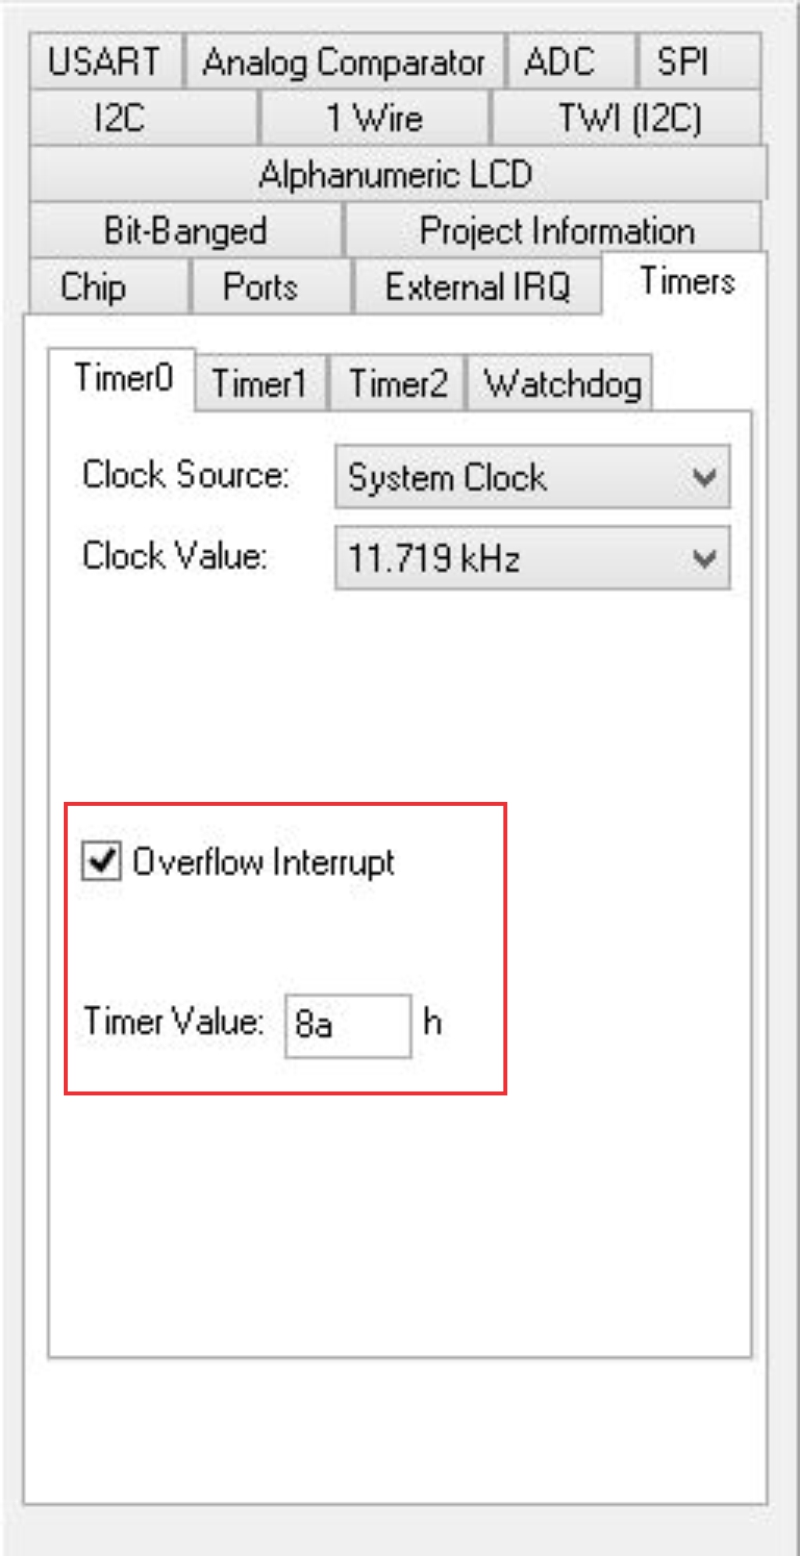 USART Analog Comparator ADC SPI
I2C 1 Wire TWI (I2C)
Alphanumeric LCD
Bit-Banged Project Information
Chip Ports External IRQ Timers
Timer0 Timer1 Timer2 Watchdog
Clock Source: System Clock
Clock Value: 11.719 kHz
Overflow Interrupt
Timer Value: 8a h